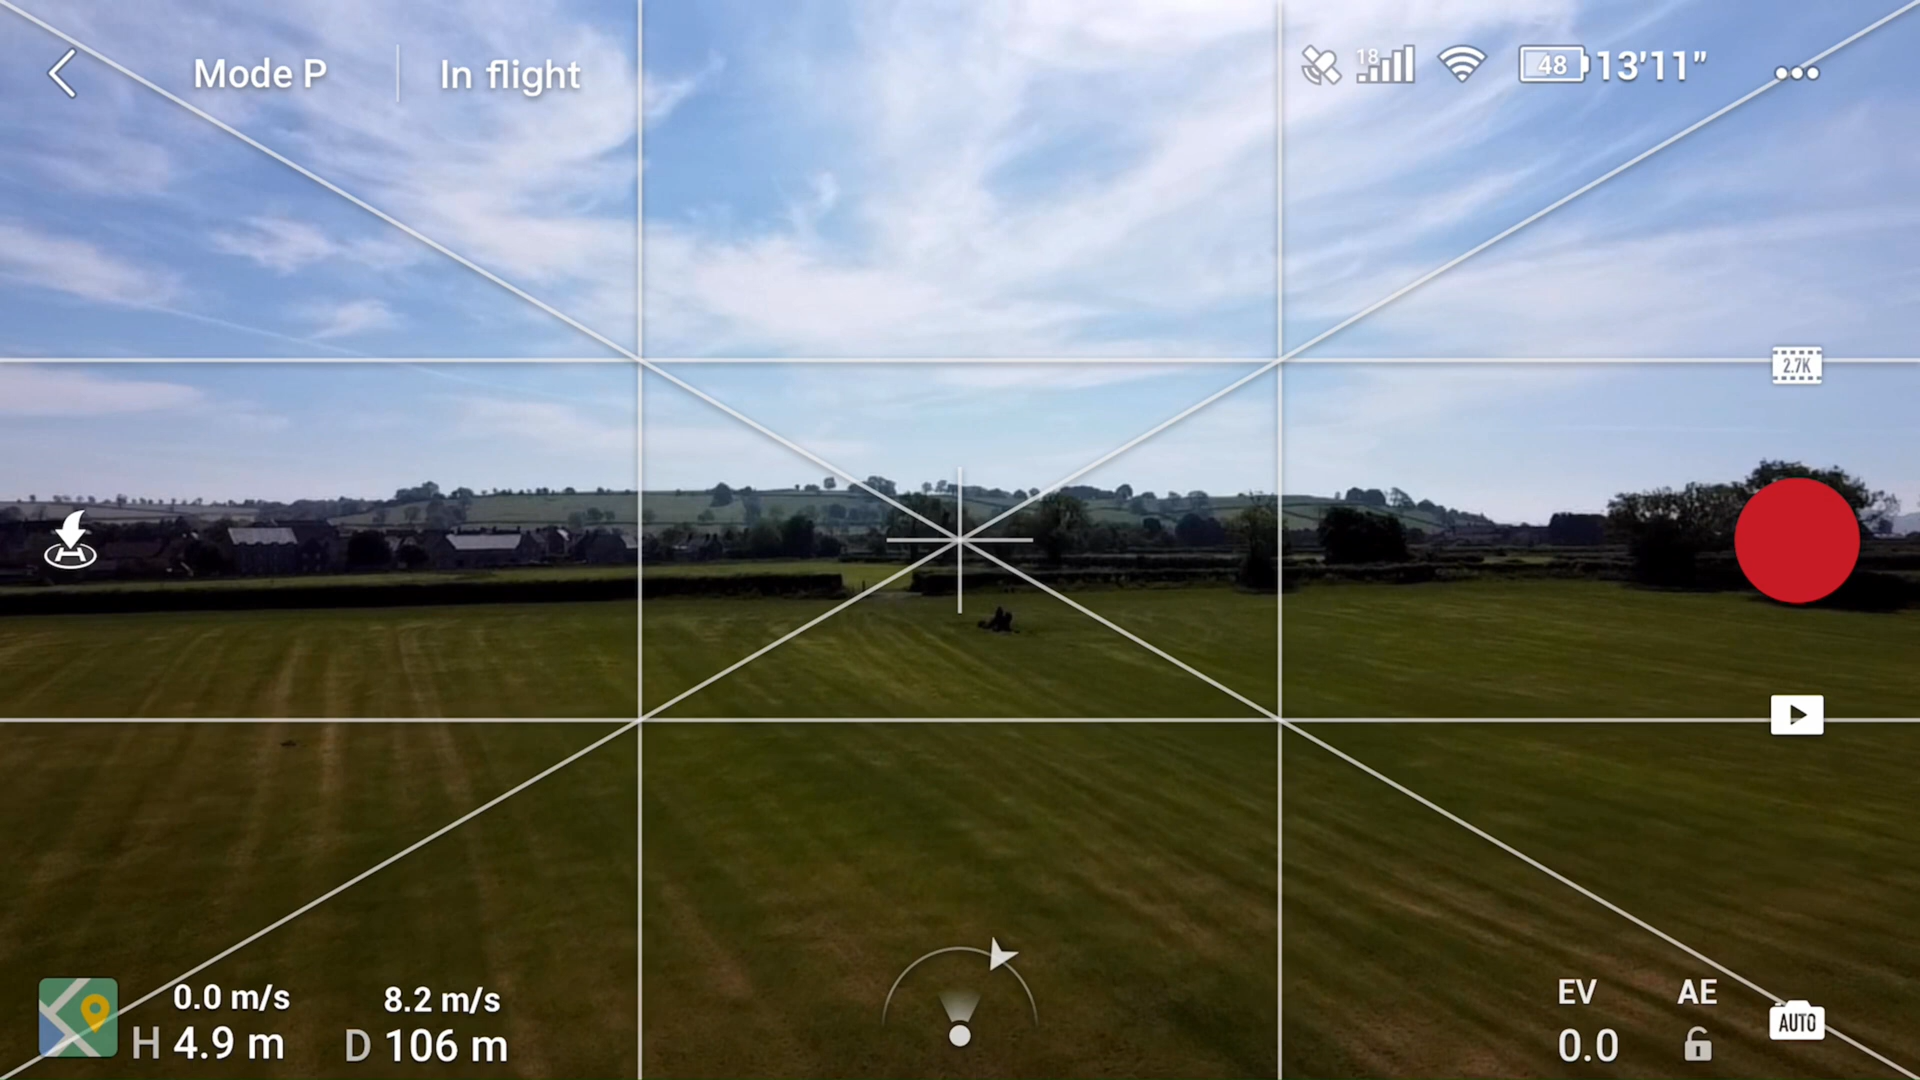 Mode P
In flight
18
48
13'11"
2.7K
0.0 m/s
8.2 m/s
H 4.9 m
D 106 m
EV
AE
0.0
AUTO